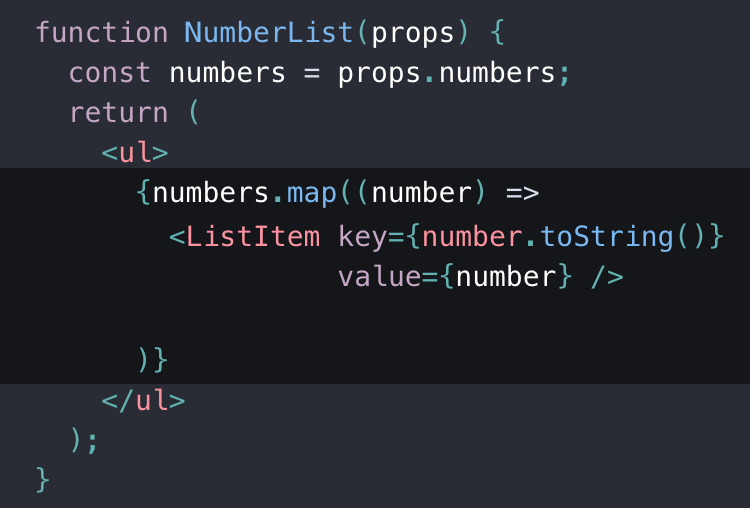 function NumberList(props) {
  const numbers = props.numbers;
  return (
    <ul>
      {numbers.map((number) =>
        <ListItem key={number.toString()}
                  value={number} />

      )}
    </ul>
  );
}